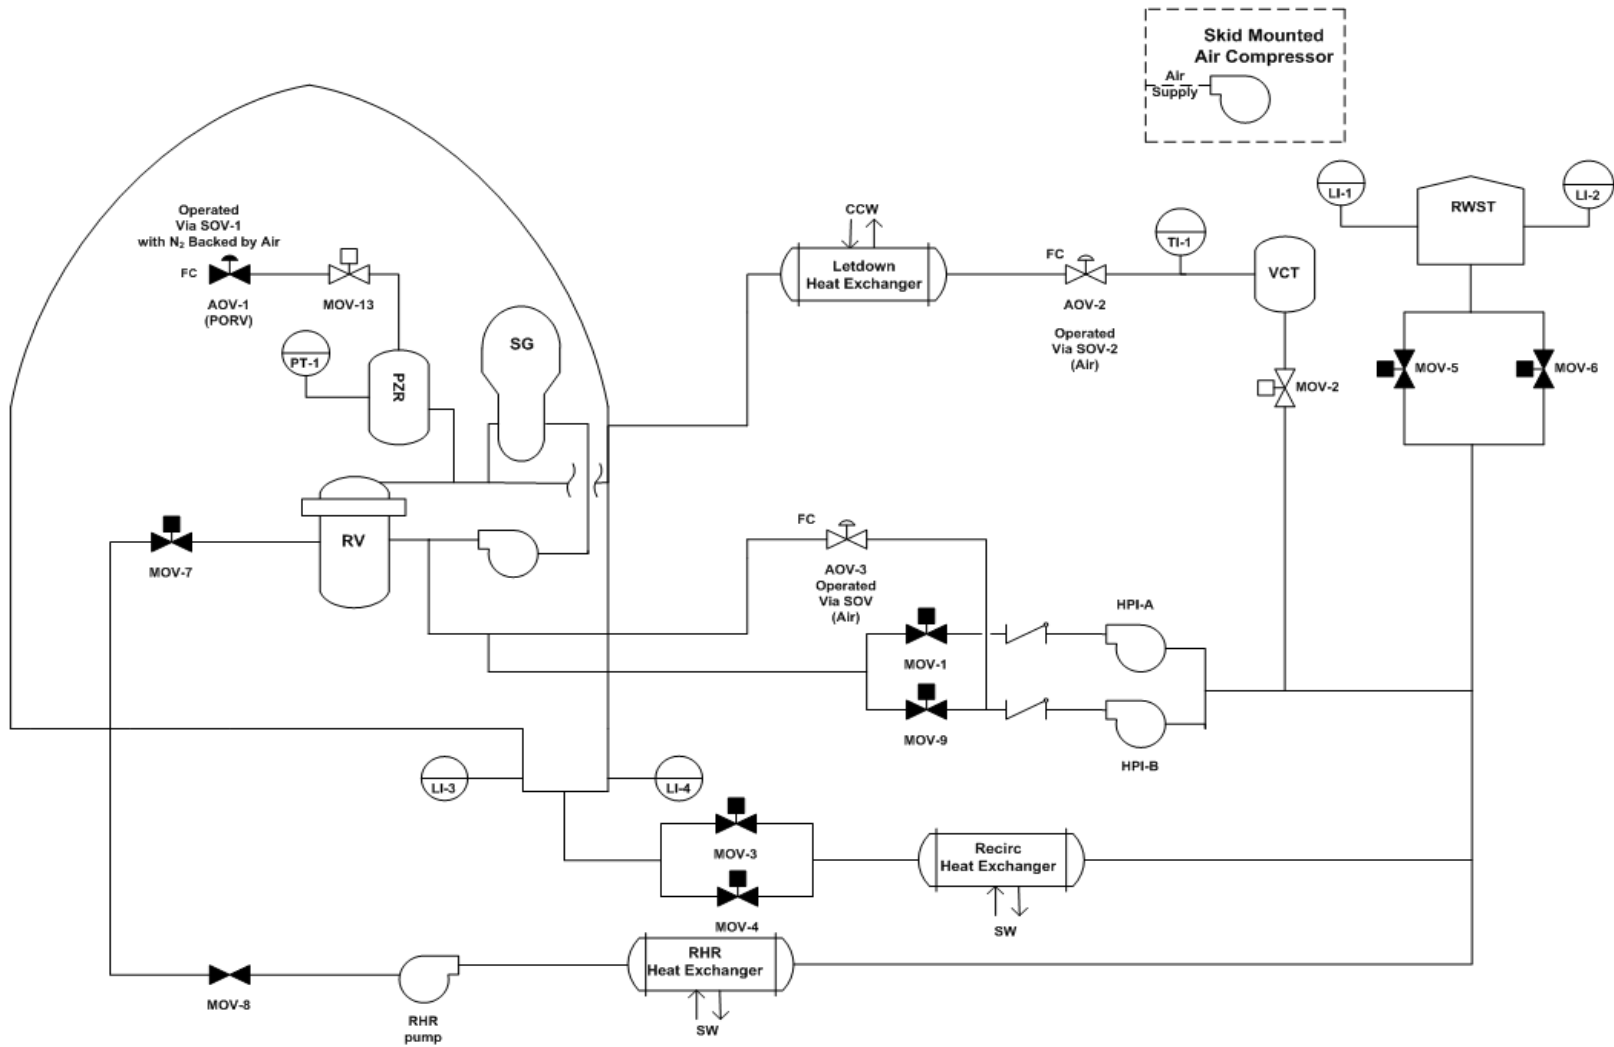 Skid Mounted
Air Compressor
Air
Supply
LI-1
LI-2
RWST
Operated
Via SOV-1
with N₂ Backed by Air
FC
AOV-1
(PORV)
MOV-13
CCW
Letdown
Heat Exchanger
FC
AOV-2
Operated
Via SOV-2
(Air)
TI-1
VCT
PT-1
PZR
SG
MOV-2
MOV-5
MOV-6
RV
MOV-7
FC
AOV-3
Operated
Via SOV
(Air)
HPI-A
MOV-1
MOV-9
HPI-B
LI-3
LI-4
MOV-3
MOV-4
Recirc
Heat Exchanger
SW
RHR
Heat Exchanger
SW
MOV-8
RHR
pump